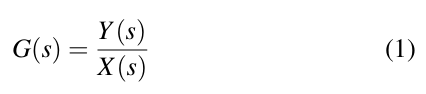 G(s) = Y(s)/X(s) (1)